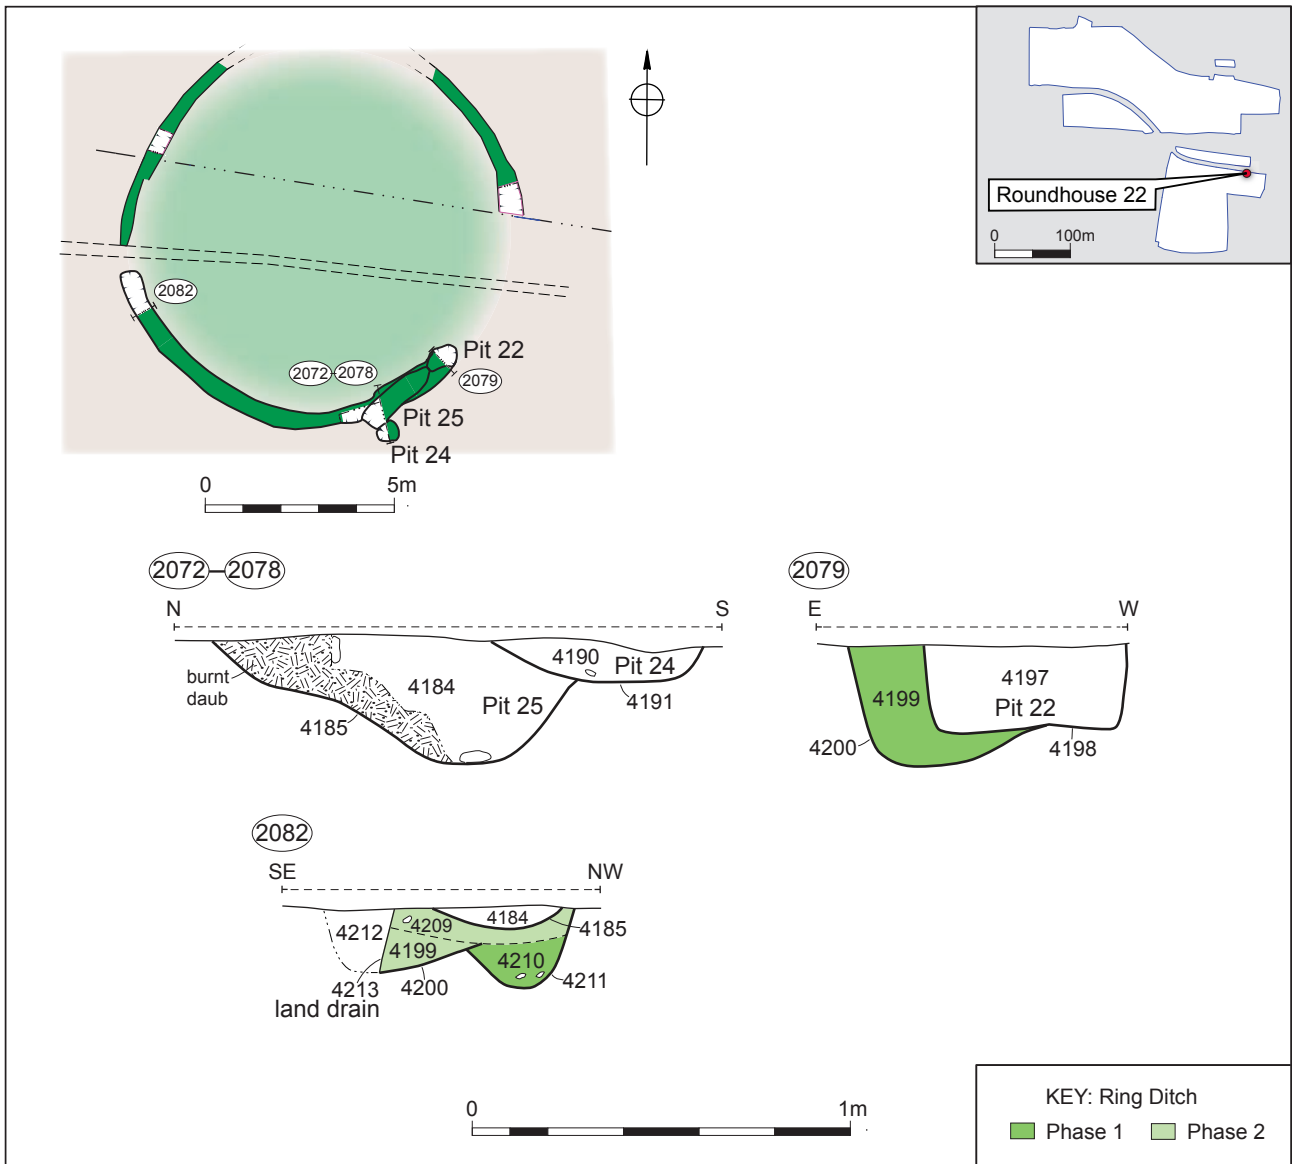 Roundhouse 22
0 100m
2082
Pit 22
2072 2078
2079
Pit 25
Pit 24
0 5m
2072 2078
N S
burnt
daub
4184
4185
Pit 25
4190
Pit 24
4191
2079
E W
4199
4197
Pit 22
4200
4198
2082
SE NW
4212
4209
4184
4185
4199
4210
4213
4200
4211
land drain
0 1m
KEY: Ring Ditch
Phase 1 Phase 2